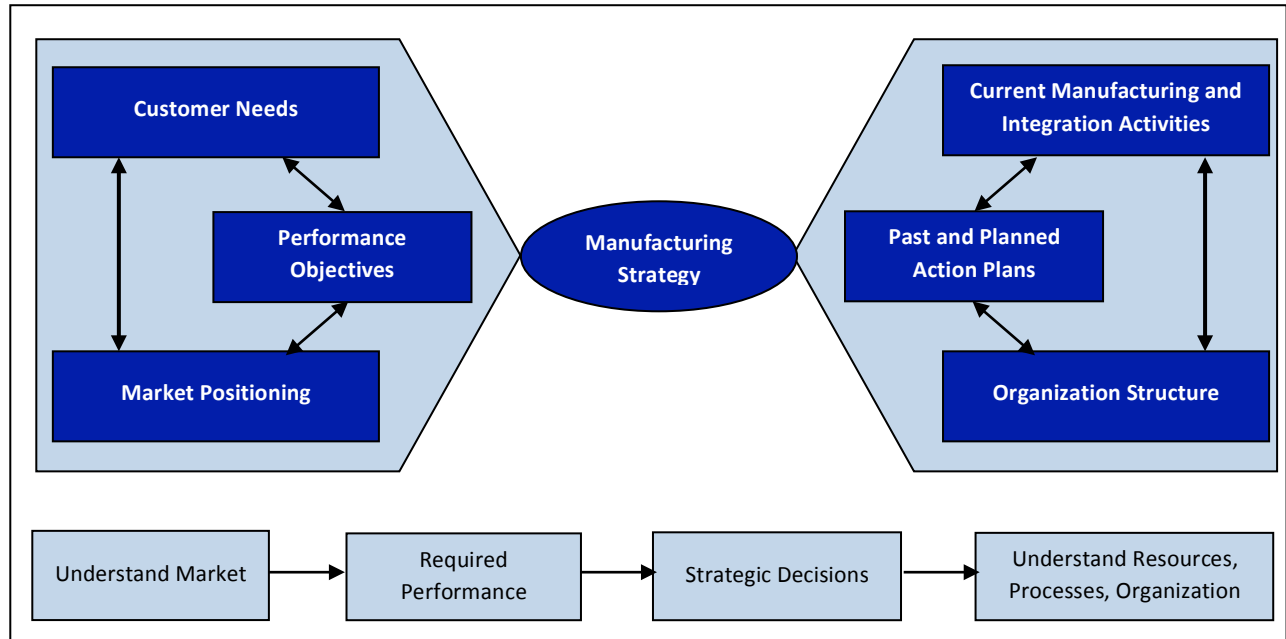 Customer Needs
Performance
Objectives
Market Positioning
Manufacturing
Strategy
Current Manufacturing and
Integration Activities
Past and Planned
Action Plans
Organization Structure
Understand Market
Required
Performance
Strategic Decisions
Understand Resources,
Processes, Organization